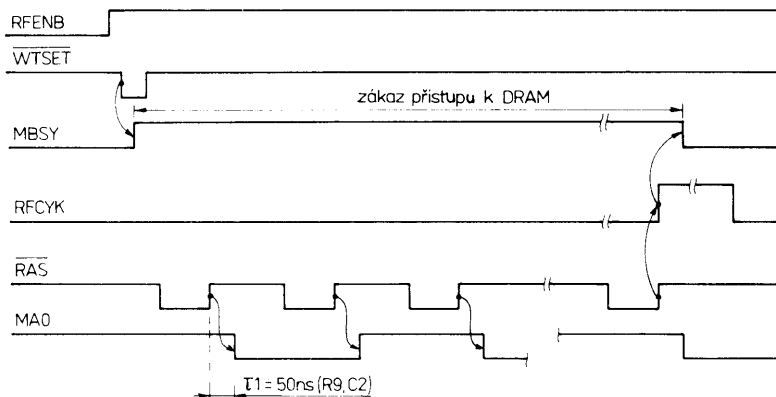 RFENB
WTSET
zákaz přístupu k DRAM
MBSY
RFCYK
RAS
MA0
τ1 = 50ns (R9, C2)